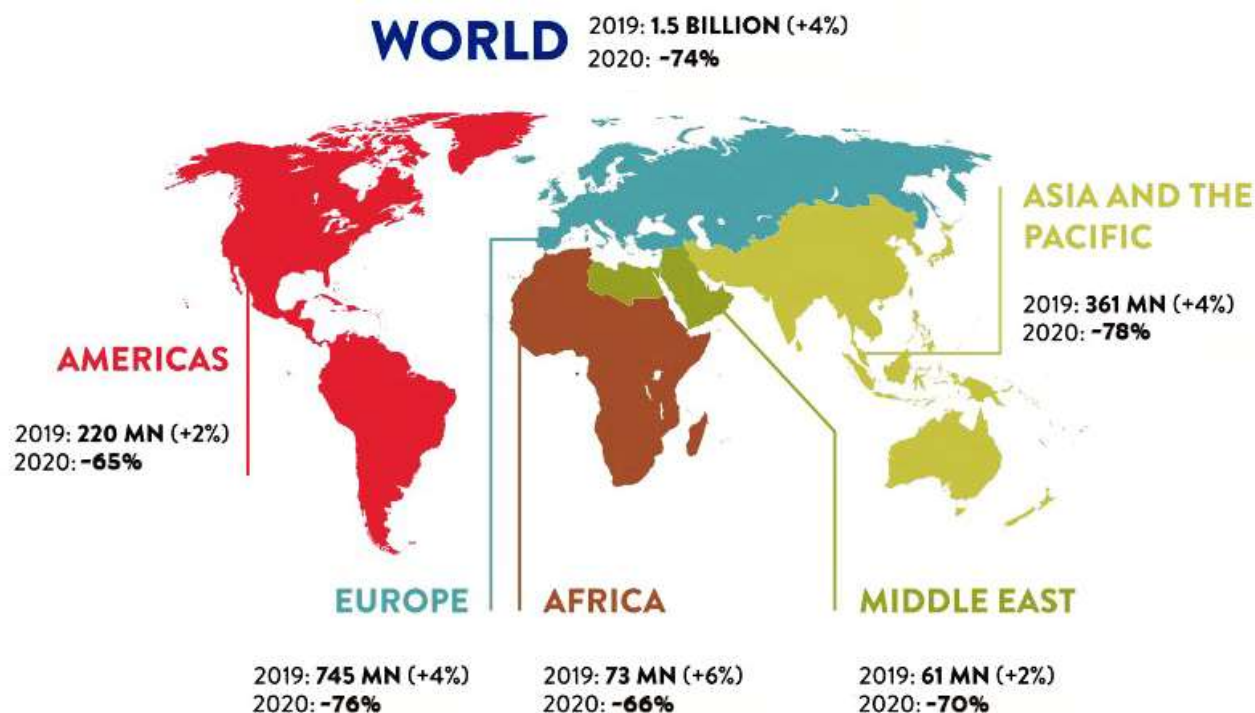 WORLD
2019: 1.5 BILLION (+4%)
2020: -74%
ASIA AND THE
PACIFIC
2019: 361 MN (+4%)
2020: -78%
AMERICAS
2019: 220 MN (+2%)
2020: -65%
EUROPE
2019: 745 MN (+4%)
2020: -76%
AFRICA
2019: 73 MN (+6%)
2020: -66%
MIDDLE EAST
2019: 61 MN (+2%)
2020: -70%